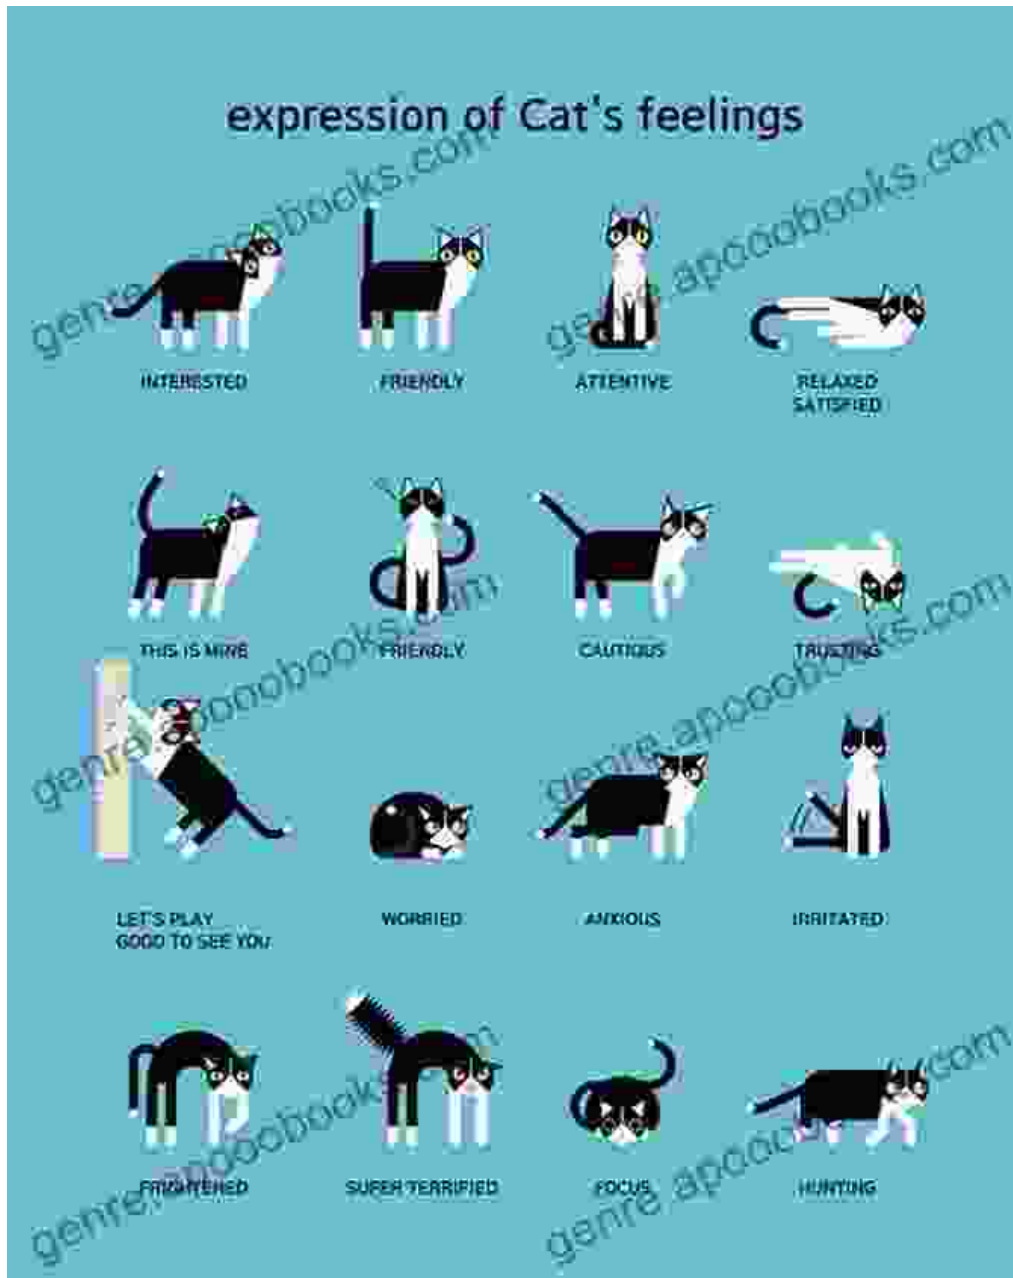 expression of Cat's feelings
INTERESTED
FRIENDLY
ATTENTIVE
RELAXED
SATISFIED
THIS IS MINE
FRIENDLY
CAUTIOUS
TRUSTING
LET'S PLAY
GOOD TO SEE YOU
WORRIED
ANXIOUS
IRRITATED
FRIGHTENED
SUPER TERRIFIED
FOCUS
HUNTING
genre.apooobooks.com
genre.apooobooks.com
genre.apooobooks.com
genre.apooobooks.com
genre.apooobooks.com
genre.apooobooks.com